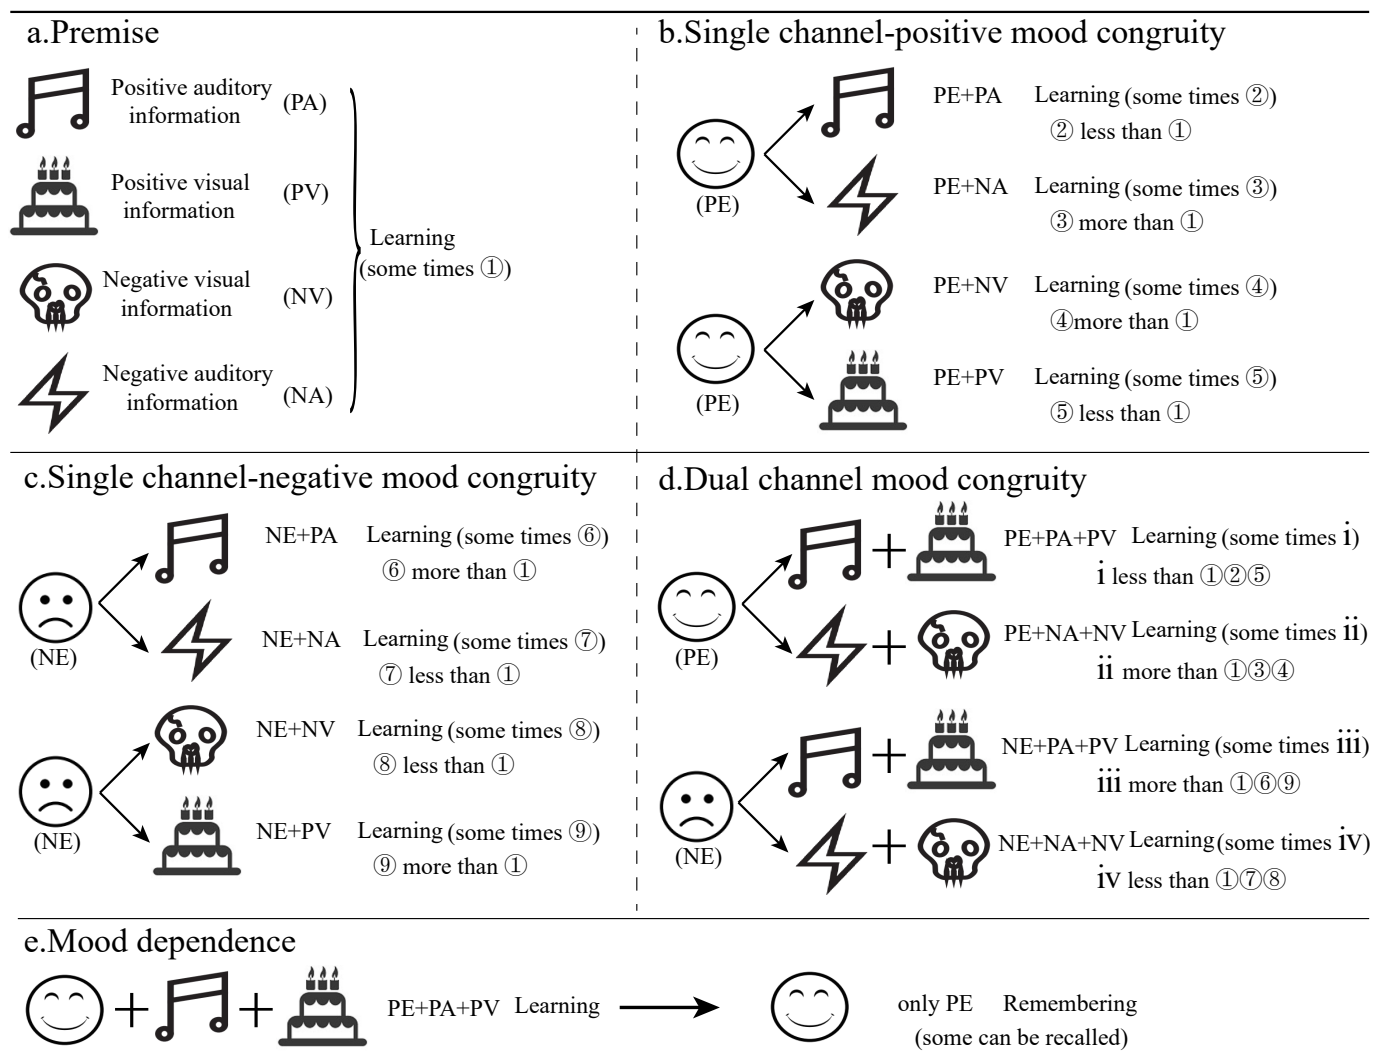 a.Premise
Positive auditory
information
(PA)
Positive visual
information
(PV)
Negative visual
information
(NV)
Negative auditory
information
(NA)
Learning
(some times ①)
b.Single channel-positive mood congruity
(PE)
PE+PA Learning (some times ②)
② less than ①
PE+NA Learning (some times ③)
③ more than ①
(PE)
PE+NV Learning (some times ④)
④more than ①
PE+PV Learning (some times ⑤)
⑤ less than ①
c.Single channel-negative mood congruity
(NE)
NE+PA Learning (some times ⑥)
⑥ more than ①
NE+NA Learning (some times ⑦)
⑦ less than ①
(NE)
NE+NV Learning (some times ⑧)
⑧ less than ①
NE+PV Learning (some times ⑨)
⑨ more than ①
d.Dual channel mood congruity
(PE)
+ PE+PA+PV Learning (some times i)
i less than ①②⑤
+ PE+NA+NV Learning (some times ii)
ii more than ①③④
(NE)
+ NE+PA+PV Learning (some times iii)
iii more than ①⑥⑨
+ NE+NA+NV Learning (some times iv)
iv less than ①⑦⑧
e.Mood dependence
+ + PE+PA+PV Learning
only PE Remembering
(some can be recalled)